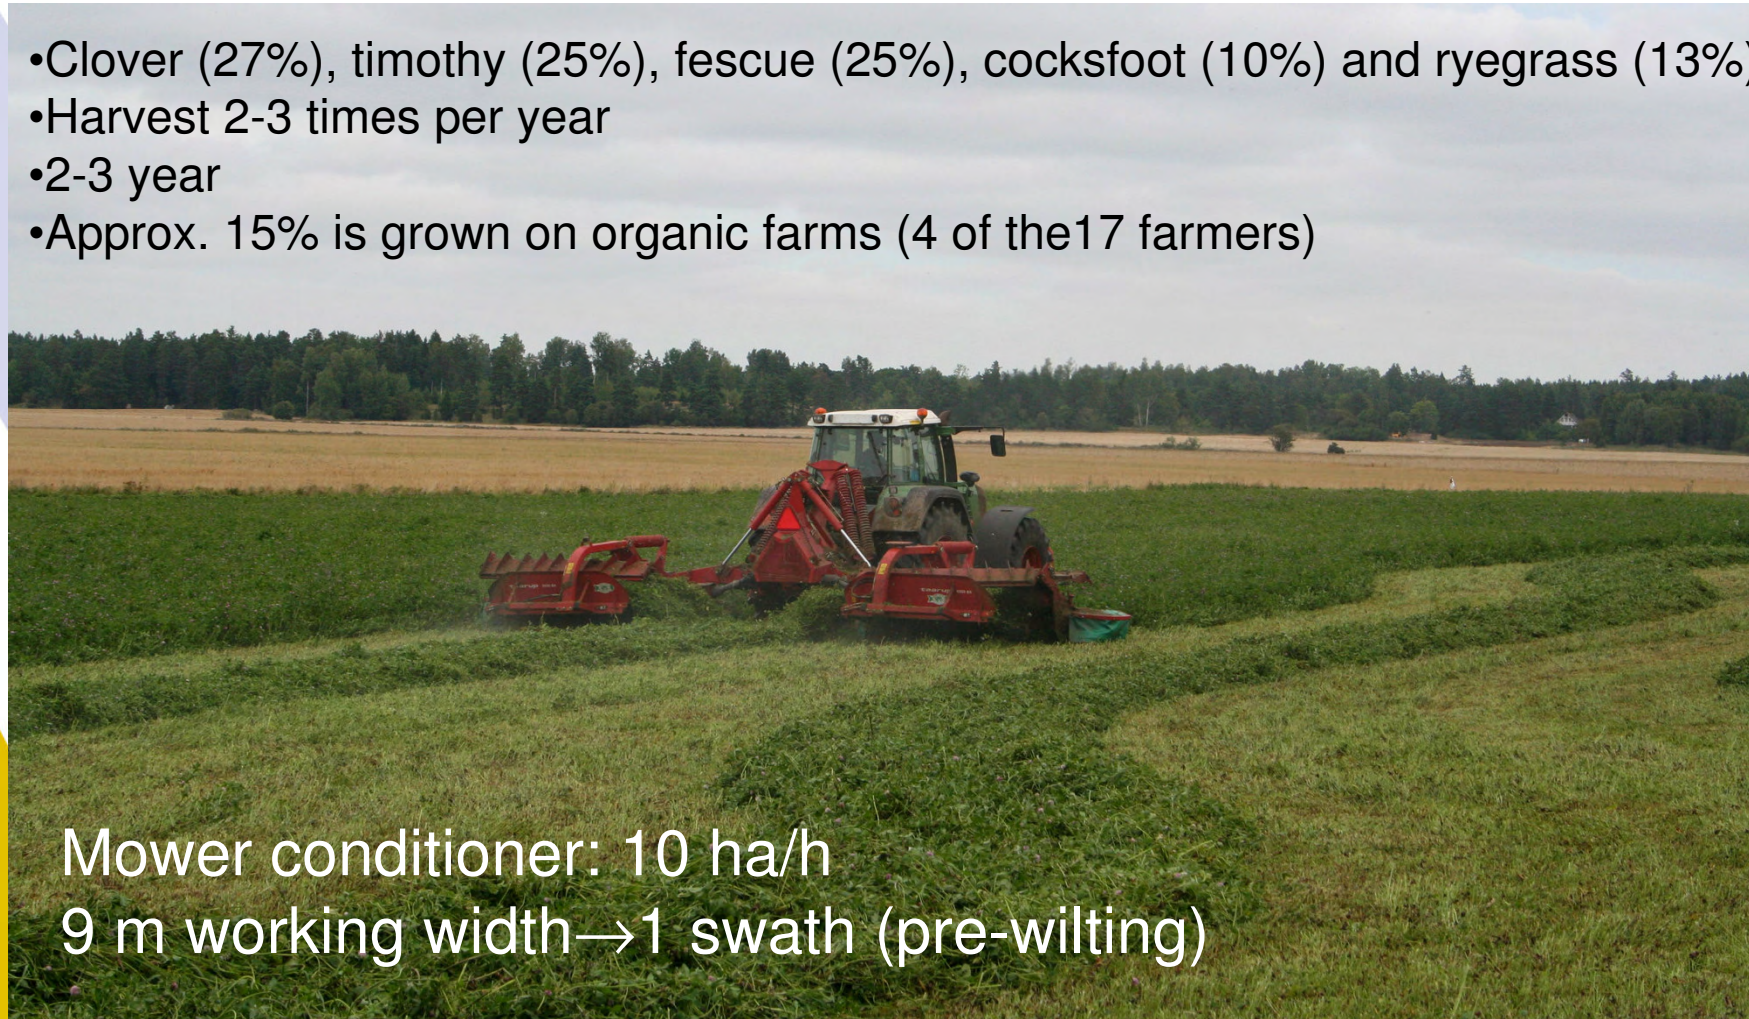 •Clover (27%), timothy (25%), fescue (25%), cocksfoot (10%) and ryegrass (13%)
•Harvest 2-3 times per year
•2-3 year
•Approx. 15% is grown on organic farms (4 of the17 farmers)
Mower conditioner: 10 ha/h
9 m working width→1 swath (pre-wilting)